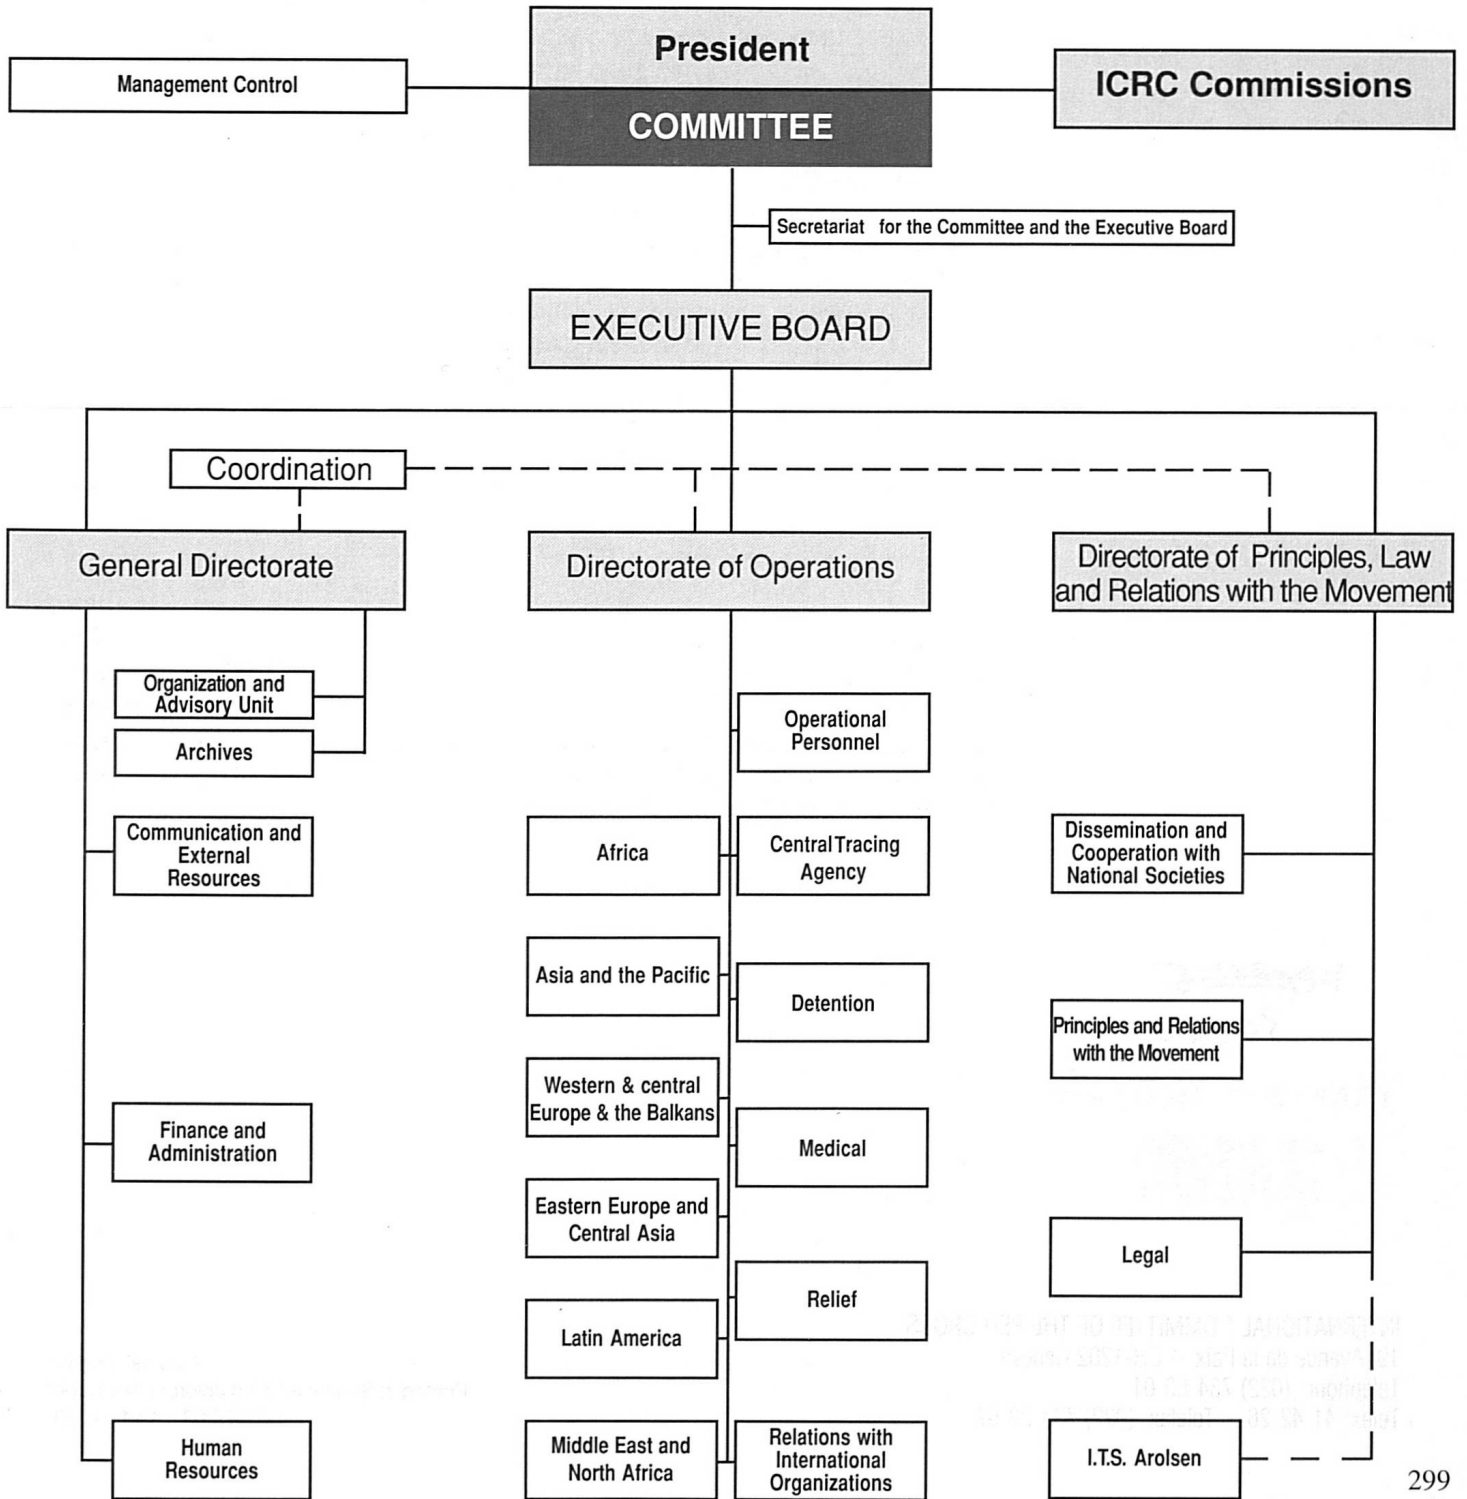 President
Management Control
ICRC Commissions
COMMITTEE
Secretariat for the Committee and the Executive Board
EXECUTIVE BOARD
Coordination
General Directorate
Directorate of Operations
Directorate of Principles, Law
and Relations with the Movement
Organization and
Advisory Unit
Archives
Communication and
External
Resources
Finance and
Administration
Human
Resources
Operational
Personnel
Africa
Central Tracing
Agency
Asia and the Pacific
Detention
Western & central
Europe & the Balkans
Medical
Eastern Europe and
Central Asia
Relief
Latin America
Middle East and
North Africa
Relations with
International
Organizations
Dissemination and
Cooperation with
National Societies
Principles and Relations
with the Movement
Legal
I.T.S. Arolsen
299